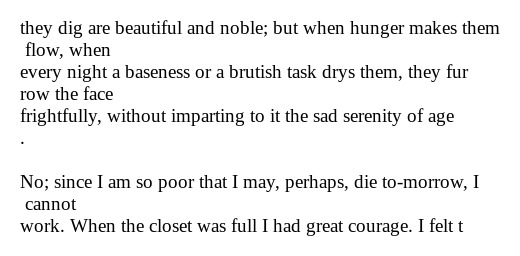 they dig are beautiful and noble; but when hunger makes them
flow, when
every night a baseness or a brutish task drys them, they fur
row the face
frightfully, without imparting to it the sad serenity of age
.
No; since I am so poor that I may, perhaps, die to-morrow, I
cannot
work. When the closet was full I had great courage. I felt t